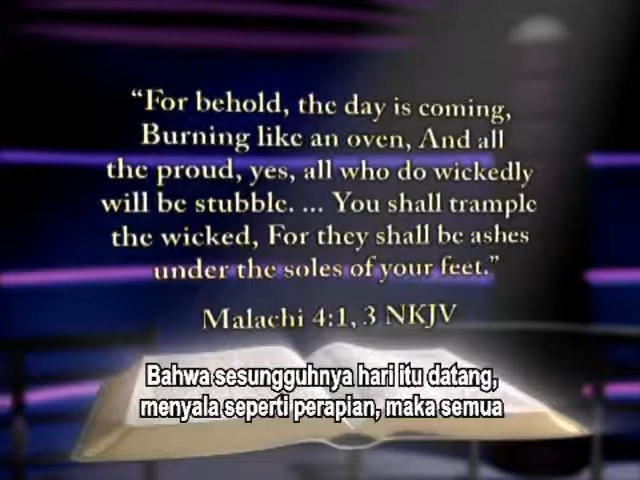 “For behold, the day is coming,
Burning like an oven, And all
the proud, yes, all who do wickedly
will be stubble. ... You shall trample
the wicked, For they shall be ashes
under the soles of your feet.”
Malachi 4:1, 3 NKJV
Bahwa sesungguhnya hari itu datang,
menyala seperti perapian, maka semua